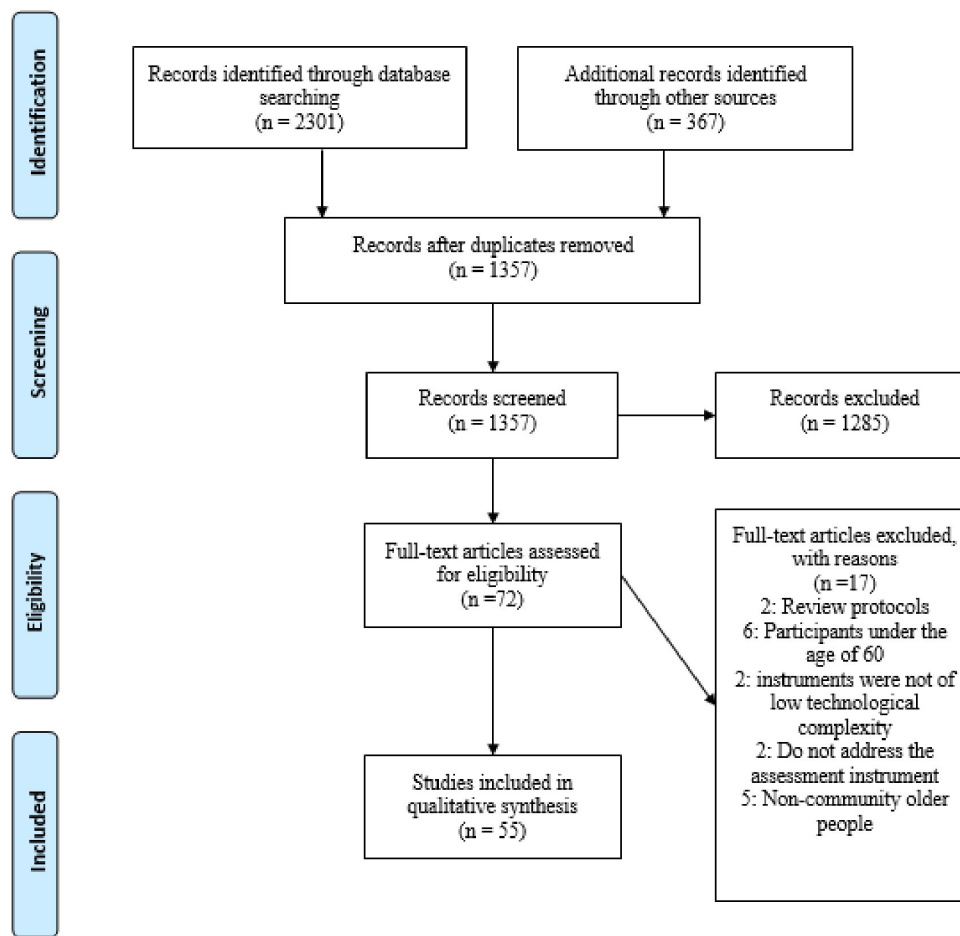 Identification
Records identified through database
searching
(n = 2301)
Additional records identified
through other sources
(n = 367)
Screening
Records after duplicates removed
(n = 1357)
Records screened
(n = 1357)
Records excluded
(n = 1285)
Eligibility
Full-text articles assessed
for eligibility
(n =72)
Full-text articles excluded,
with reasons
(n =17)
2: Review protocols
6: Participants under the
age of 60
2: instruments were not of
low technological
complexity
2: Do not address the
assessment instrument
5: Non-community older
people
Included
Studies included in
qualitative synthesis
(n = 55)